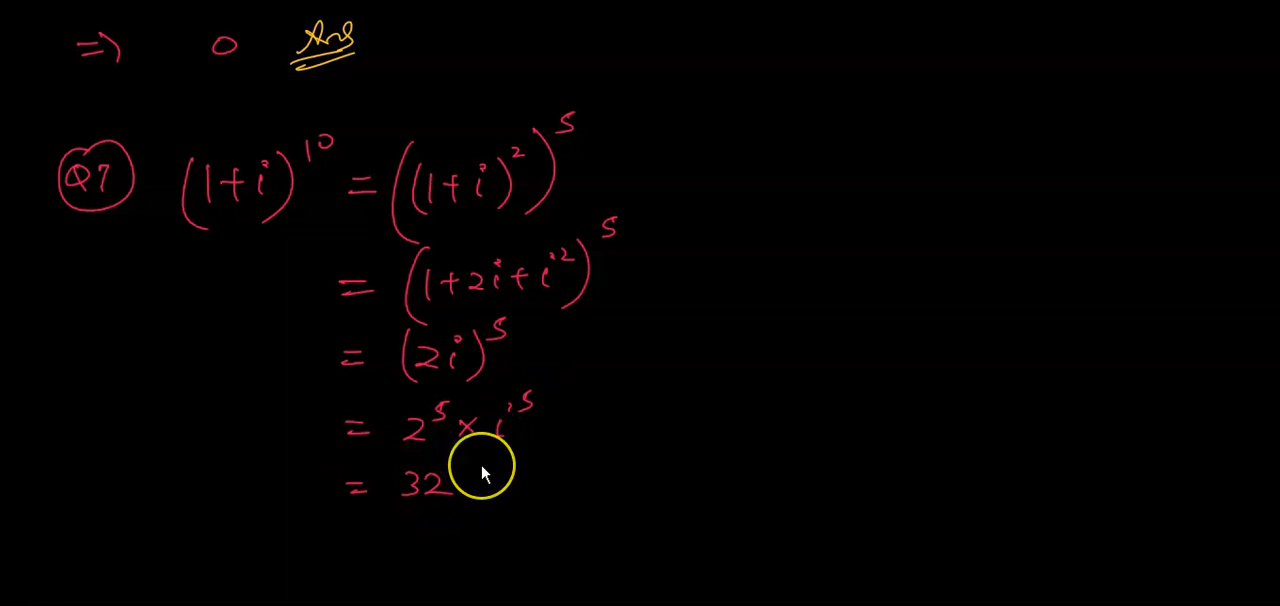 ⇒ 0 Ans
Q7 (1+i)^10 = ((1+i)^2)^5
= (1+2i+i^2)^5
= (2i)^5
= 2^5 × i^5
= 32